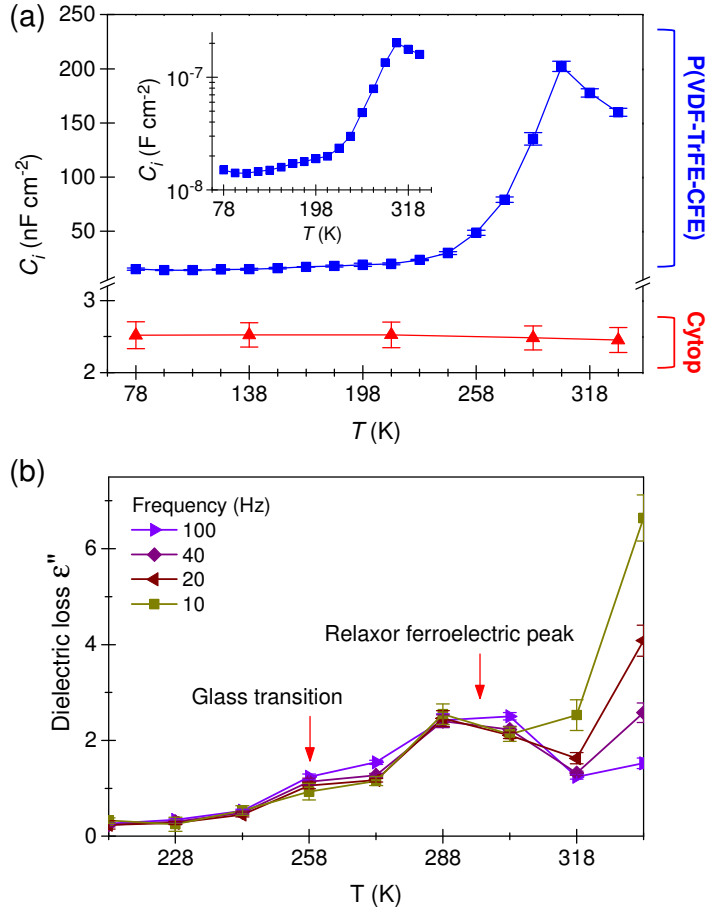 (a)
250
200
150
100
50
3
2
C_i (nF cm⁻²)
78 138 198 258 318
T (K)
10⁻⁷
10⁻⁸
C_i (F cm⁻²)
78 198 318
T (K)
P(VDF-TrFE-CFE)
Cytop
(b)
Frequency (Hz)
100
40
20
10
Relaxor ferroelectric peak
Glass transition
6
4
2
0
Dielectric loss ε"
228 258 288 318
T (K)